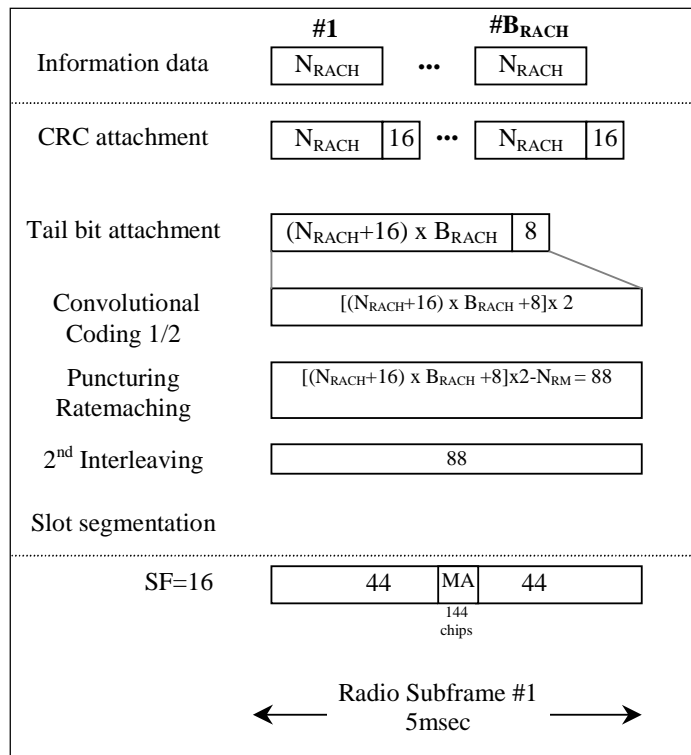 #1 #B_RACH
Information data N_RACH ... N_RACH
CRC attachment N_RACH 16 ... N_RACH 16
Tail bit attachment (N_RACH+16) x B_RACH 8
Convolutional
Coding 1/2
[(N_RACH+16) x B_RACH +8]x 2
Puncturing
Ratemaching
[(N_RACH+16) x B_RACH +8]x2-N_RM = 88
2nd Interleaving 88
Slot segmentation
SF=16 44 MA 44
144
chips
Radio Subframe #1
5msec